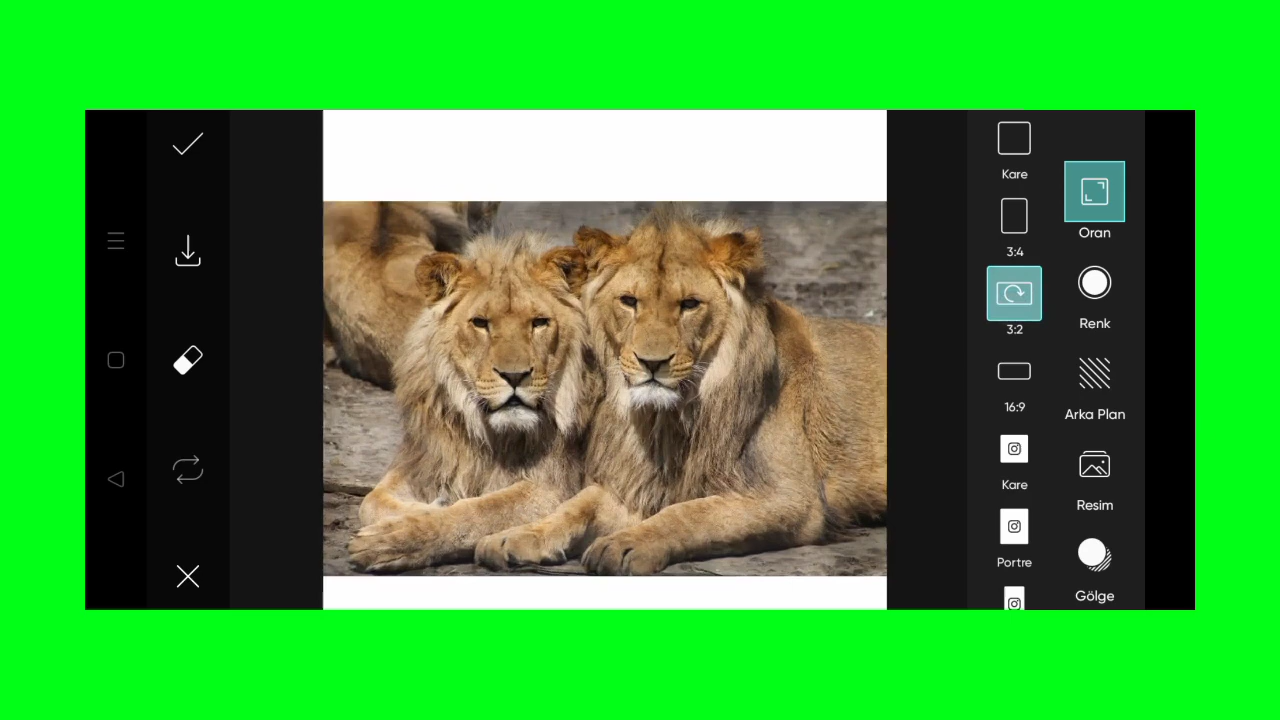 Kare
3:4
3:2
16:9
Kare
Portre
Oran
Renk
Arka Plan
Resim
Gölge